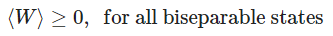 ⟨W⟩ ≥ 0, for all biseparable states